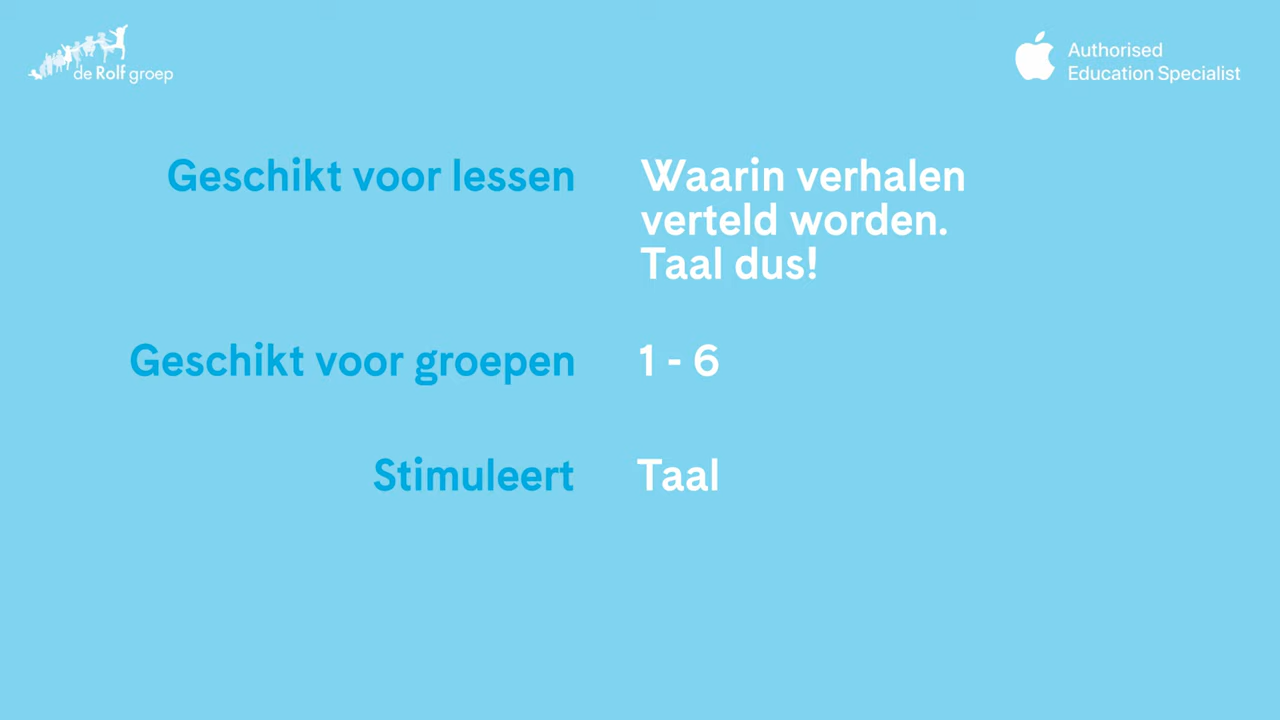 de Rolf groep
Authorised
Education Specialist
Geschikt voor lessen
Waarin verhalen
verteld worden.
Taal dus!
Geschikt voor groepen
1 - 6
Stimuleert
Taal